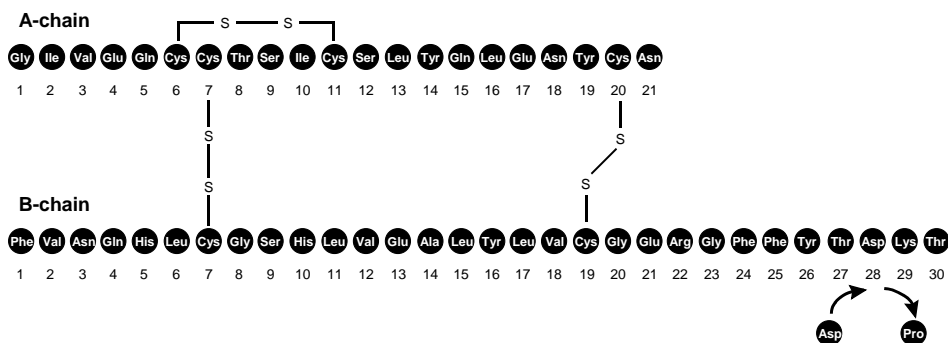 A-chain
S S
Gly Ile Val Glu Gln Cys Cys Thr Ser Ile Cys Ser Leu Tyr Gln Leu Glu Asn Tyr Cys Asn
1 2 3 4 5 6 7 8 9 10 11 12 13 14 15 16 17 18 19 20 21
S S
S S
B-chain
Phe Val Asn Gln His Leu Cys Gly Ser His Leu Val Glu Ala Leu Tyr Leu Val Cys Gly Glu Arg Gly Phe Phe Tyr Thr Asp Lys Thr
1 2 3 4 5 6 7 8 9 10 11 12 13 14 15 16 17 18 19 20 21 22 23 24 25 26 27 28 29 30
Asp Pro